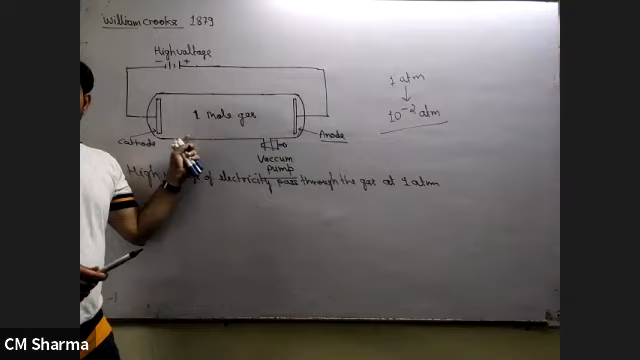 William Crooks 1879
High voltage
- +
1 atm
10⁻² atm
1 mole gas
Cathode
Anode
Vaccum
pump
High of electricity pass through the gas at 1 atm
CM Sharma